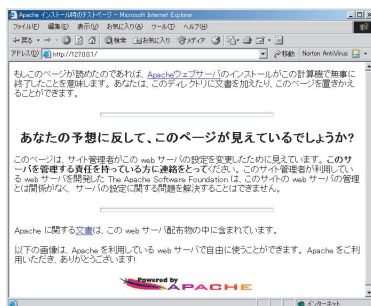 Apache インストール時のテストページ - Microsoft Internet Explorer
ファイル(F) 編集(E) 表示(V) お気に入り(A) ツール(T) ヘルプ(H)
戻る 検索 お気に入り メディア
アドレス(D) http://127.0.0.1/ 移動 Norton AntiVirus
もしこのページが読めたのであれば、Apacheウェブサーバのインストールがこの計算機で無事に
終了したことを意味します。あなたは、このディレクトリに文書を加えたり、このページを置きかえ
ることができます。
あなたの予想に反して、このページが見えているでしょうか?
このページは、サイト管理者がこの web サーバの設定を変更したために見えています。このサ
ーバを管理する責任を持っている方に連絡をとってください。このサイト管理者が利用してい
る web サーバを開発した The Apache Software Foundation は、このサイトの web サーバの管理
とは関係がなく、サーバの設定に関する問題を解決することはできません。
Apache に関する文書は、この web サーバ配布物の中に含まれています。
以下の画像は、Apache を利用している web サーバで自由に使うことができます。Apache をご利
用いただき、ありがとうございます!
Powered by
APACHE
インターネット